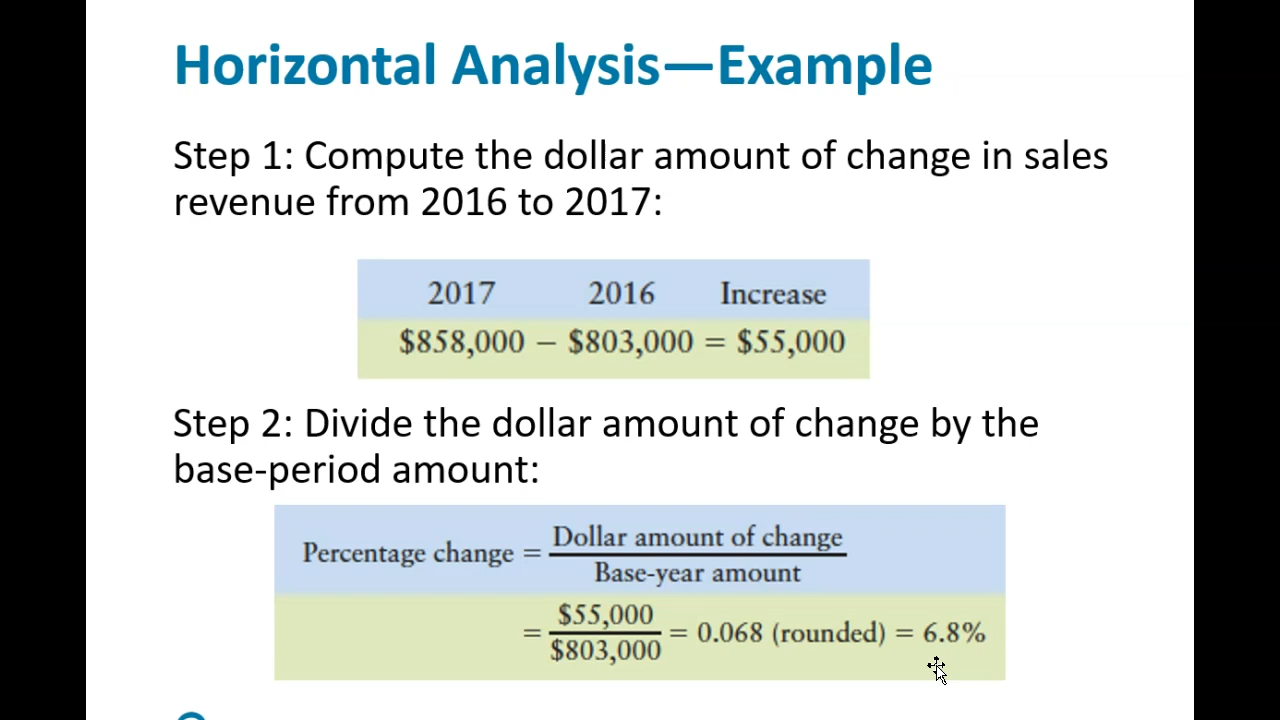 Horizontal Analysis—Example
Step 1: Compute the dollar amount of change in sales
revenue from 2016 to 2017:
2017 2016 Increase
$858,000 – $803,000 = $55,000
Step 2: Divide the dollar amount of change by the
base-period amount:
Percentage change = Dollar amount of change
Base-year amount
= $55,000
$803,000
= 0.068 (rounded) = 6.8%